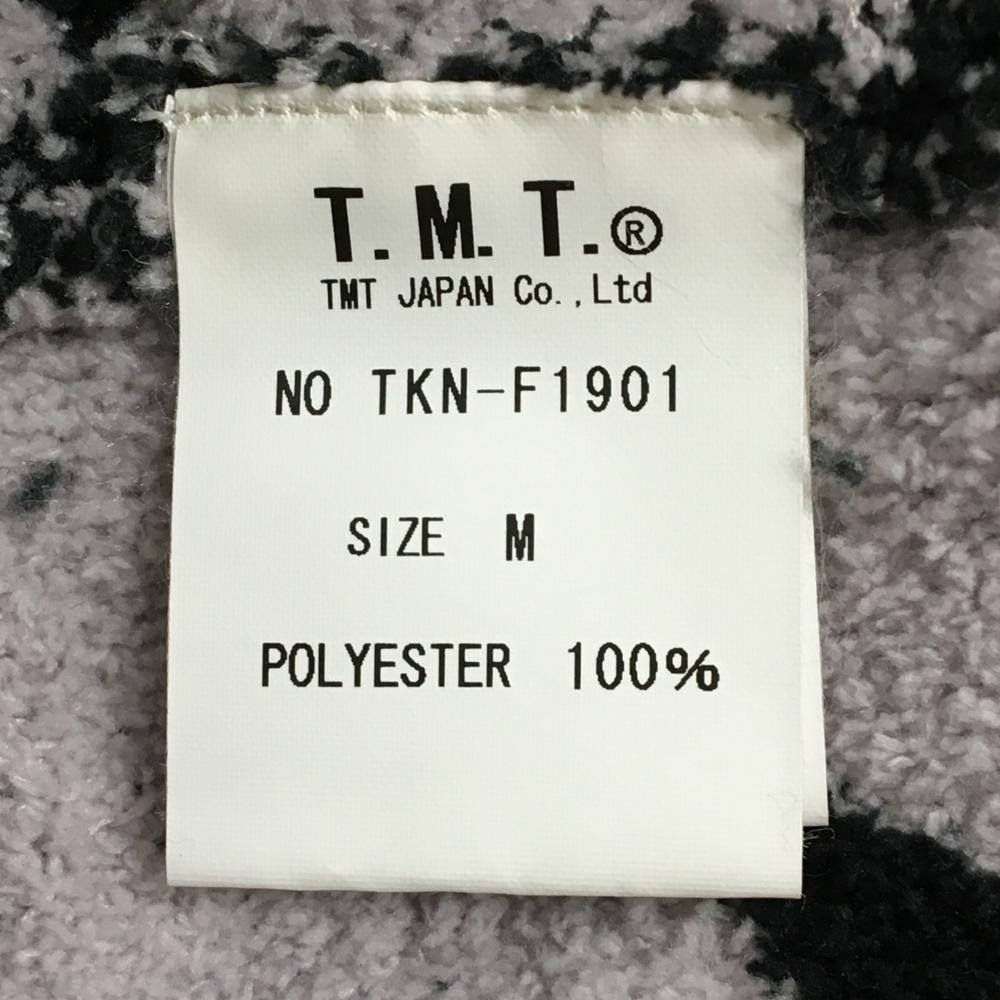 T.M.T.®
TMT JAPAN Co.,Ltd
NO TKN-F1901
SIZE M
POLYESTER 100%